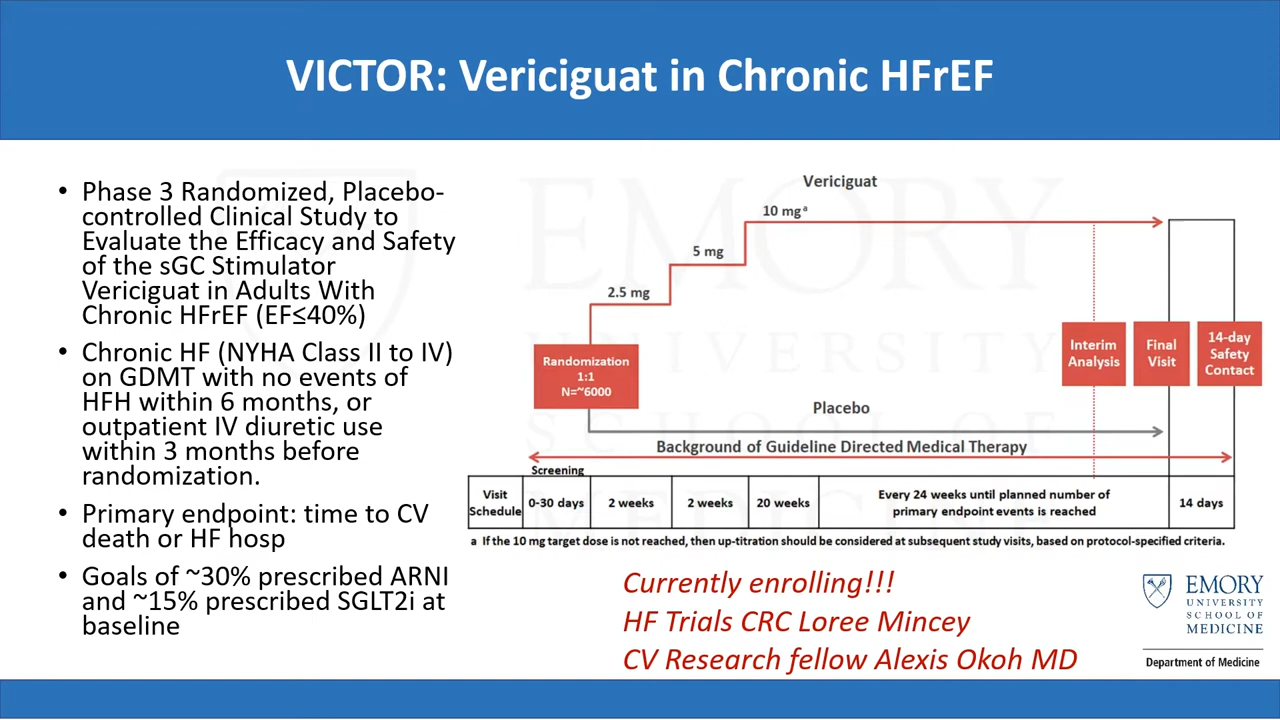 VICTOR: Vericiguat in Chronic HFrEF
• Phase 3 Randomized, Placebo-
controlled Clinical Study to
Evaluate the Efficacy and Safety
of the sGC Stimulator
Vericiguat in Adults With
Chronic HFrEF (EF≤40%)
• Chronic HF (NYHA Class II to IV)
on GDMT with no events of
HFH within 6 months, or
outpatient IV diuretic use
within 3 months before
randomization.
• Primary endpoint: time to CV
death or HF hosp
• Goals of ~30% prescribed ARNI
and ~15% prescribed SGLT2i at
baseline
Vericiguat
10 mg a
5 mg
2.5 mg
Randomization
1:1
N=~6000
Interim
Analysis
Final
Visit
14-day
Safety
Contact
Placebo
Background of Guideline Directed Medical Therapy
Screening
Visit
Schedule
0-30 days
2 weeks
2 weeks
20 weeks
Every 24 weeks until planned number of
primary endpoint events is reached
14 days
a If the 10 mg target dose is not reached, then up-titration should be considered at subsequent study visits, based on protocol-specified criteria.
Currently enrolling!!!
HF Trials CRC Loree Mincey
CV Research fellow Alexis Okoh MD
EMORY
UNIVERSITY
SCHOOL OF
MEDICINE
Department of Medicine
EMORY
UNIVERSITY
SCHOOL OF
MEDICINE